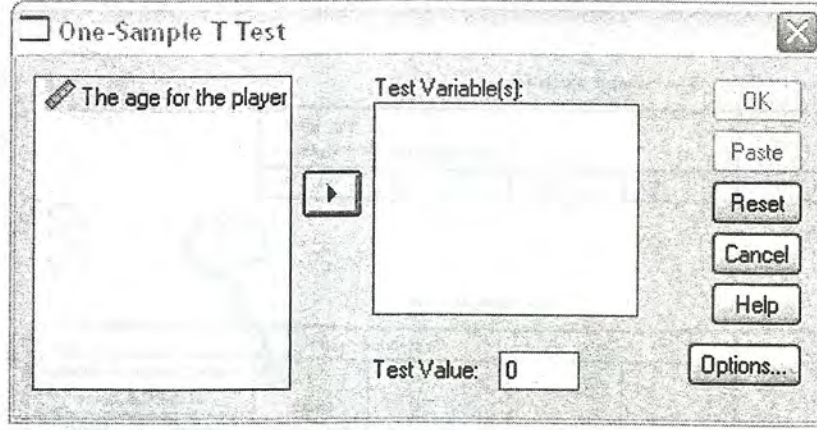 One-Sample T Test
The age for the player
Test Variable(s):
OK
Paste
Reset
Cancel
Help
Test Value: 0
Options...